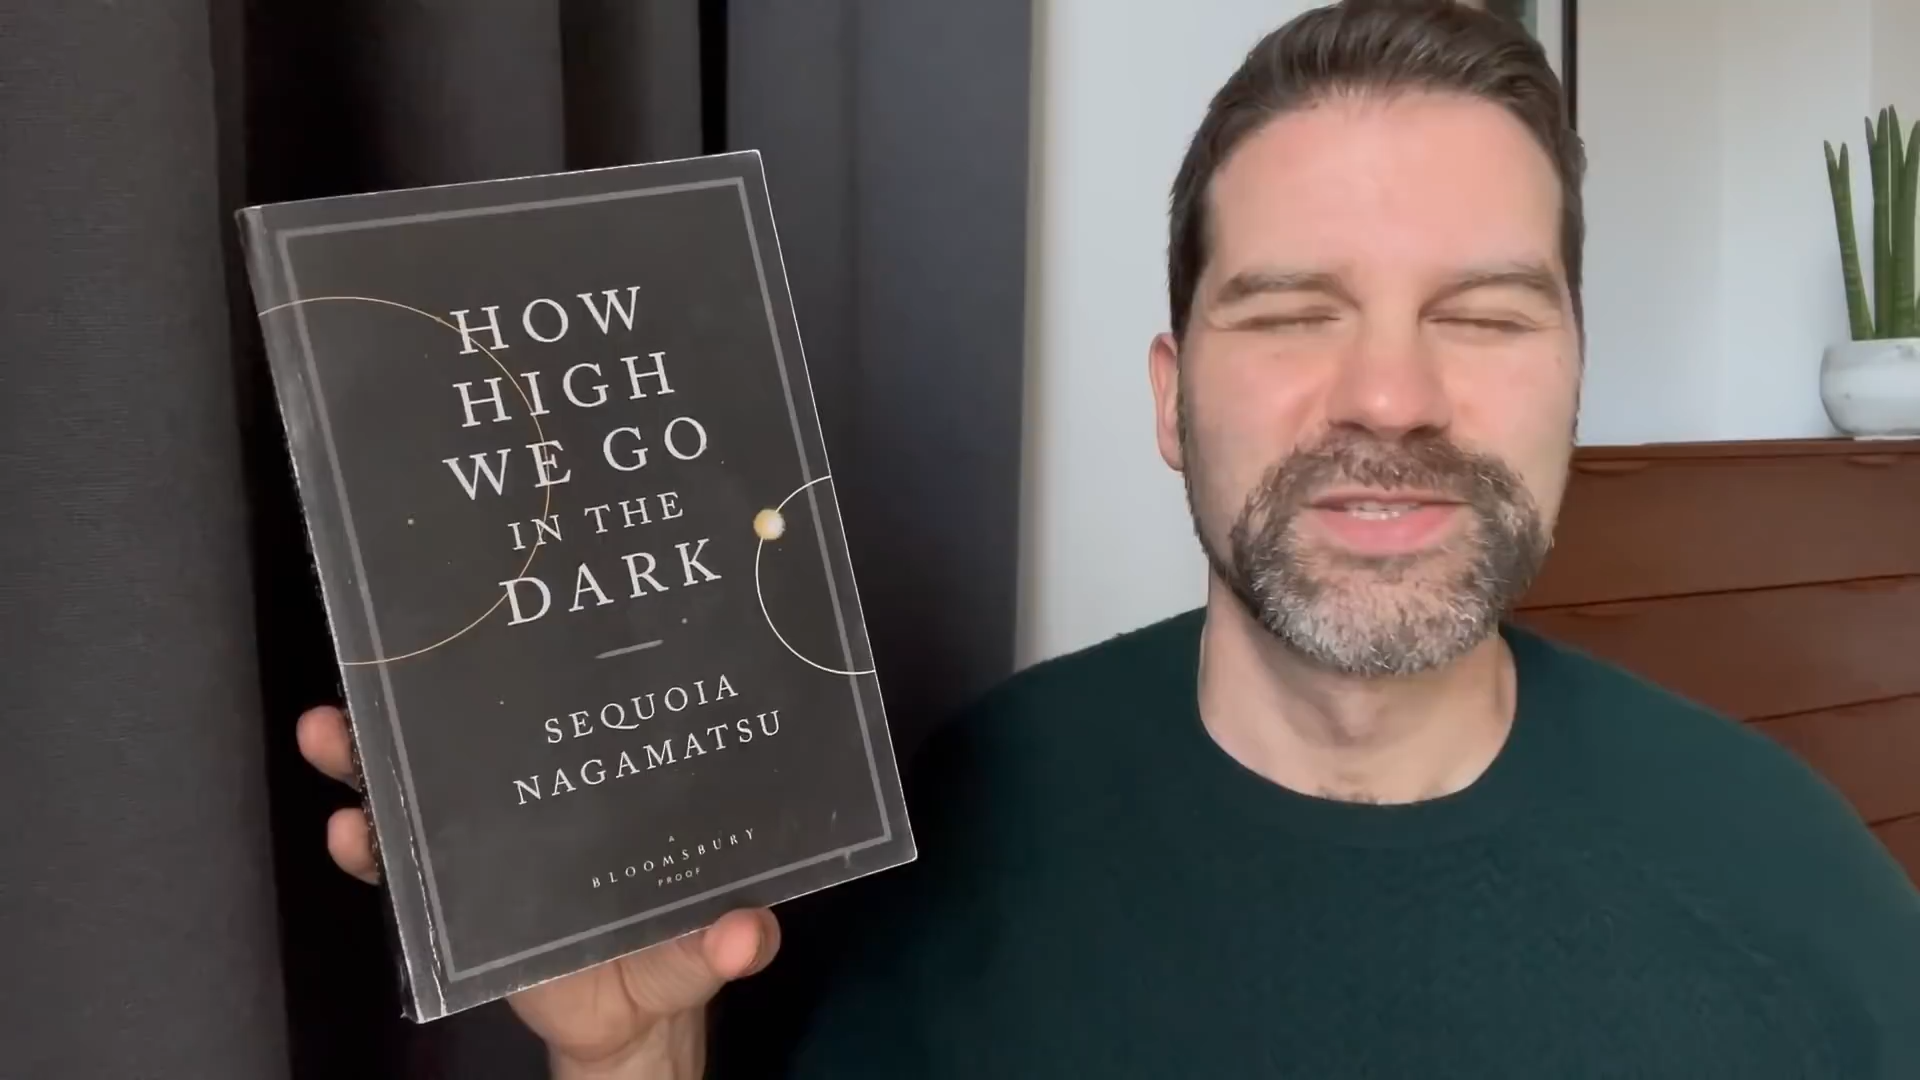 HOW
HIGH
WE GO
IN THE
DARK
SEQUOIA
NAGAMATSU
A
BLOOMSBURY
PROOF